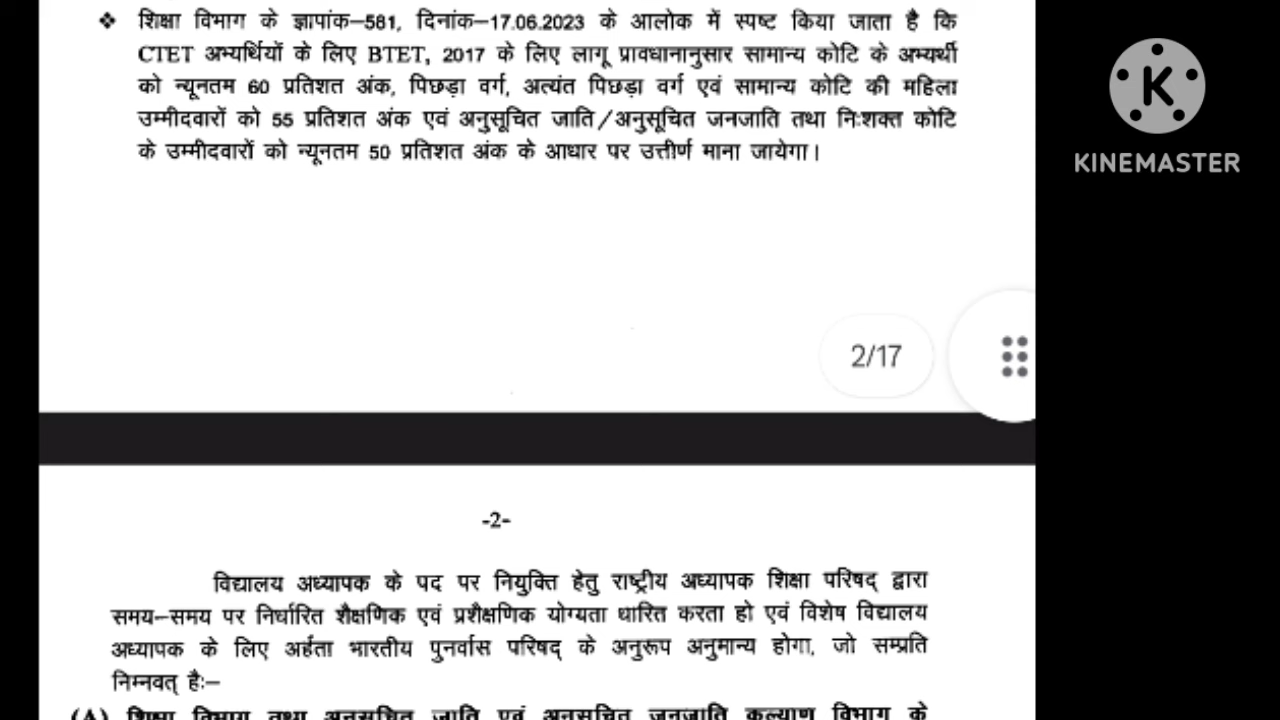 ❖ शिक्षा विभाग के ज्ञापांक–581, दिनांक–17.06.2023 के आलोक में स्पष्ट किया जाता है कि
CTET अभ्यर्थियों के लिए BTET, 2017 के लिए लागू प्रावधानानुसार सामान्य कोटि के अभ्यर्थी
को न्यूनतम 60 प्रतिशत अंक, पिछड़ा वर्ग, अत्यंत पिछड़ा वर्ग एवं सामान्य कोटि की महिला
उम्मीदवारों को 55 प्रतिशत अंक एवं अनुसूचित जाति/अनुसूचित जनजाति तथा निःशक्त कोटि
के उम्मीदवारों को न्यूनतम 50 प्रतिशत अंक के आधार पर उत्तीर्ण माना जायेगा।
KINEMASTER
2/17
-2-
विद्यालय अध्यापक के पद पर नियुक्ति हेतु राष्ट्रीय अध्यापक शिक्षा परिषद् द्वारा
समय–समय पर निर्धारित शैक्षणिक एवं प्रशैक्षणिक योग्यता धारित करता हो एवं विशेष विद्यालय
अध्यापक के लिए अर्हता भारतीय पुनर्वास परिषद् के अनुरूप अनुमान्य होगा, जो सम्प्रति
निम्नवत् हैः–
(A) शिक्षा विभाग तथा अनुसूचित जाति एवं अनुसूचित जनजाति कल्याण विभाग के